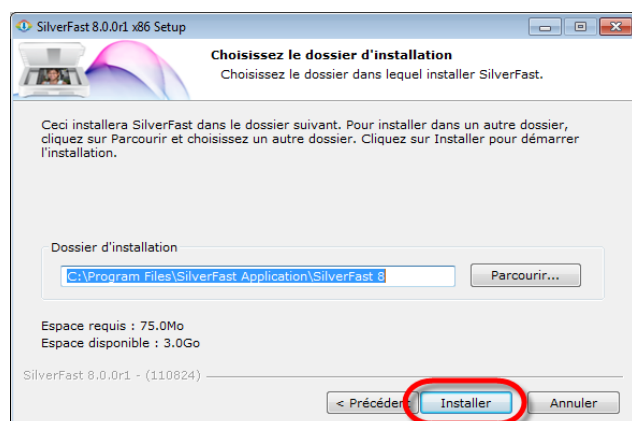 SilverFast 8.0.0r1 x86 Setup
Choisissez le dossier d'installation
Choisissez le dossier dans lequel installer SilverFast.
Ceci installera SilverFast dans le dossier suivant. Pour installer dans un autre dossier,
cliquez sur Parcourir et choisissez un autre dossier. Cliquez sur Installer pour démarrer
l'installation.
Dossier d'installation
C:\Program Files\SilverFast Application\SilverFast 8
Parcourir...
Espace requis : 75.0Mo
Espace disponible : 3.0Go
SilverFast 8.0.0r1 - (110824)
< Précédent
Installer
Annuler